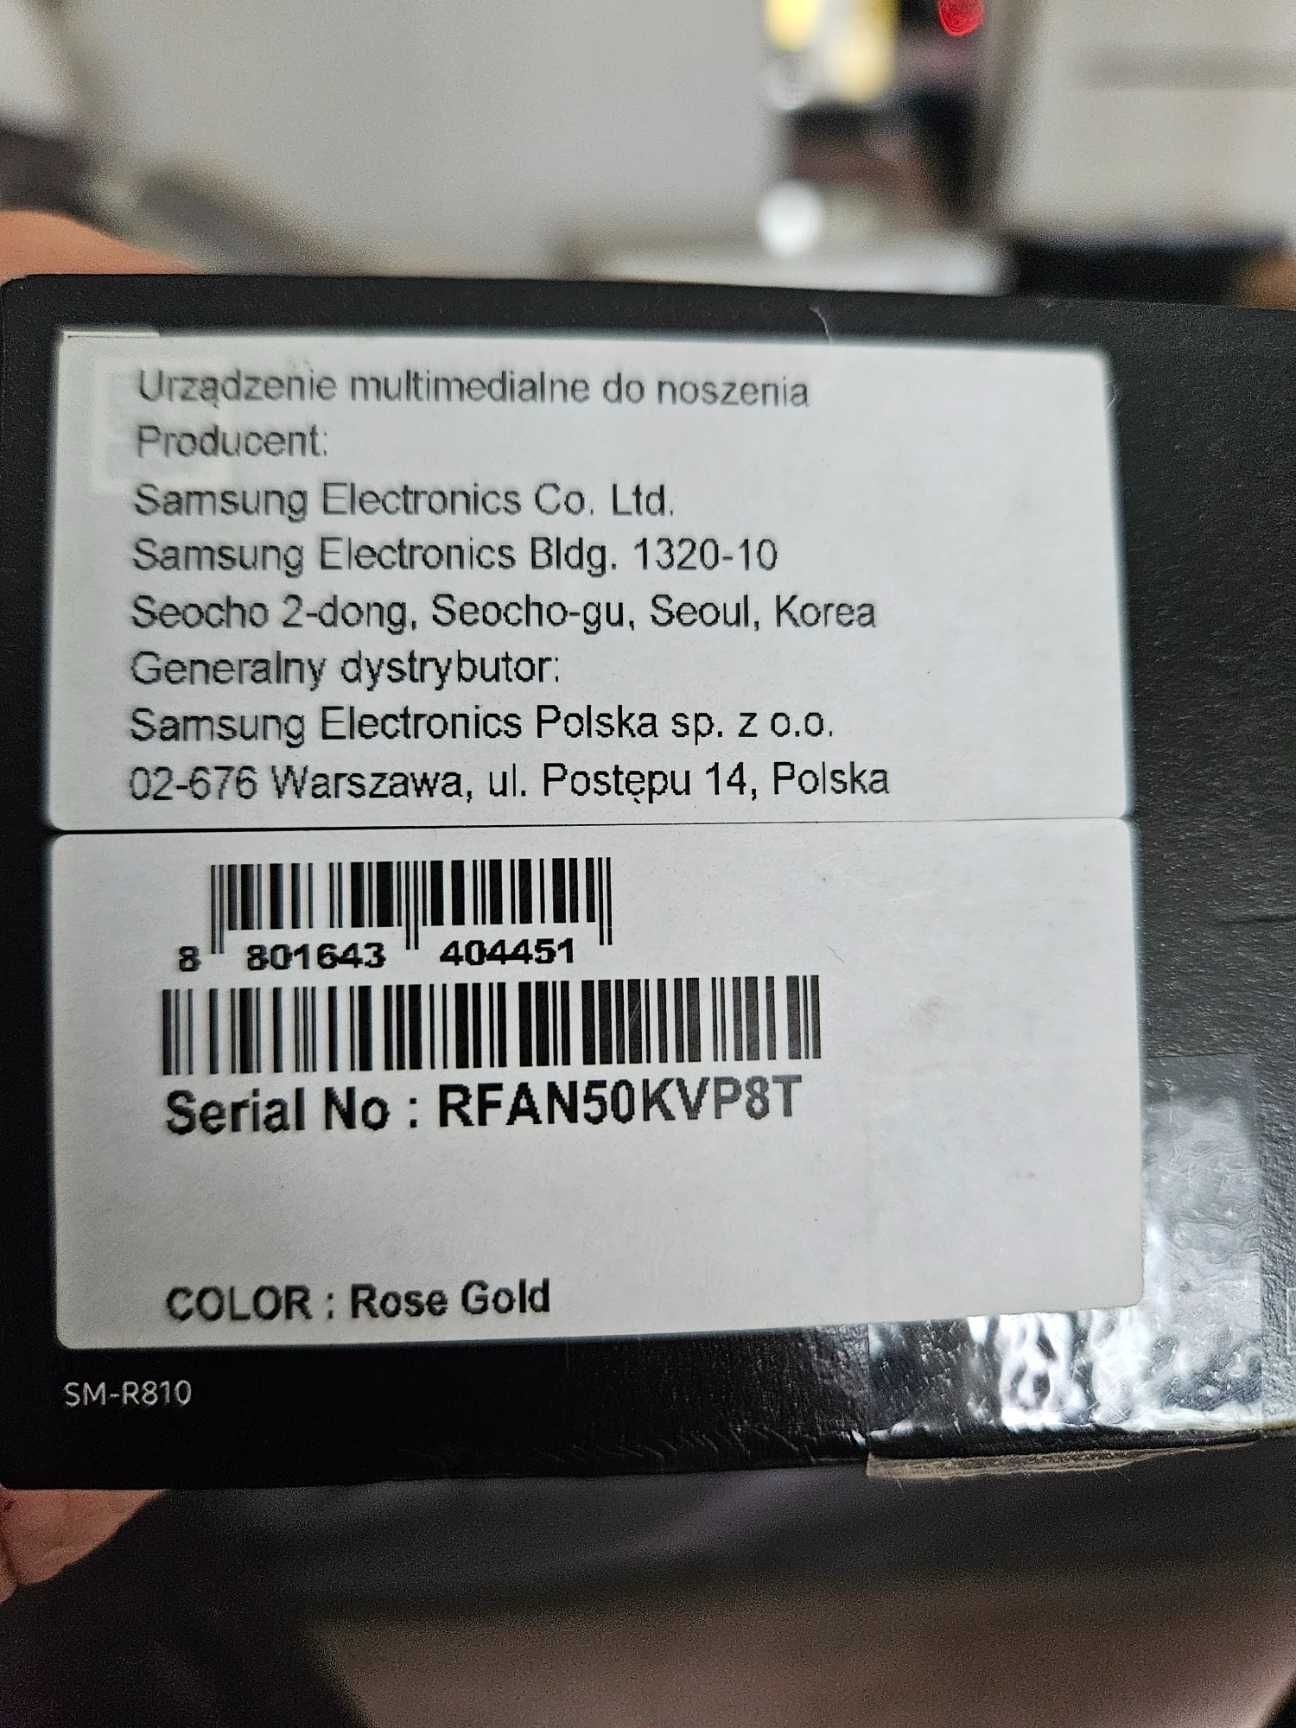 Urządzenie multimedialne do noszenia
Producent:
Samsung Electronics Co. Ltd.
Samsung Electronics Bldg. 1320-10
Seocho 2-dong, Seocho-gu, Seoul, Korea
Generalny dystrybutor:
Samsung Electronics Polska sp. z o.o.
02-676 Warszawa, ul. Postępu 14, Polska
8 801643 404451
Serial No : RFAN50KVP8T
COLOR : Rose Gold
SM-R810